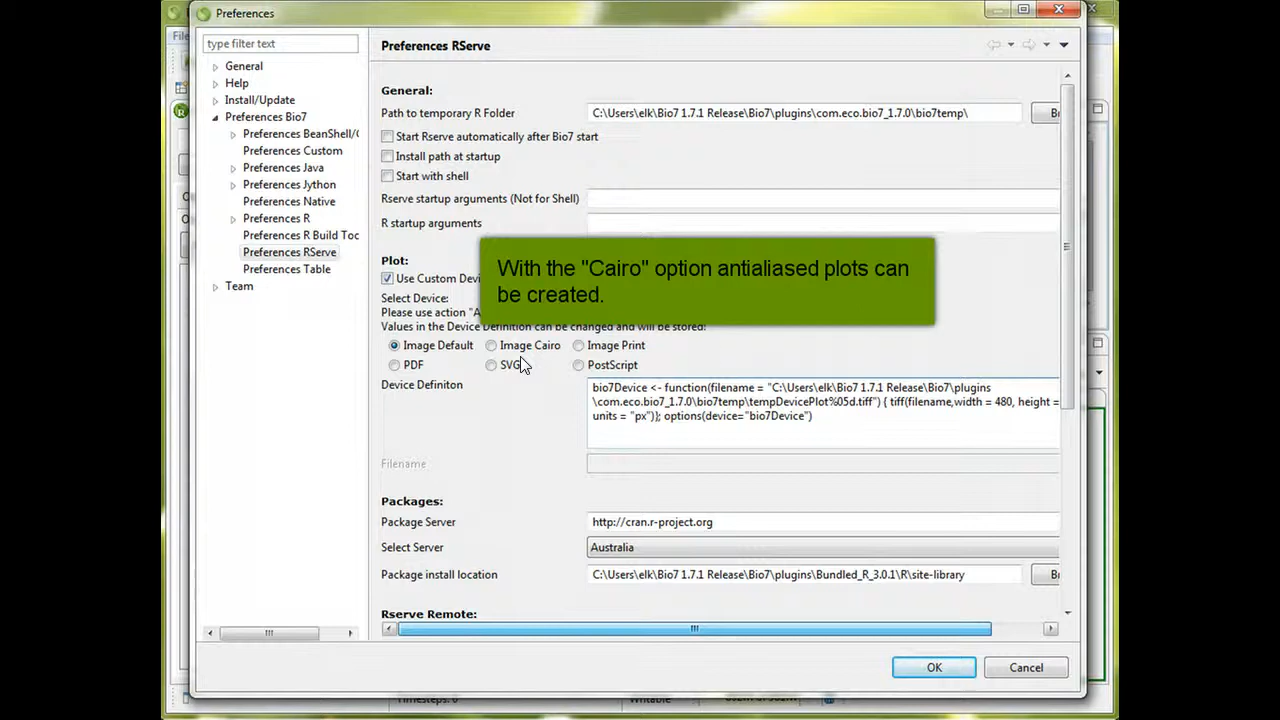 Preferences
File
type filter text
Preferences RServe
General
Help
Install/Update
Preferences Bio7
Preferences BeanShell/
Preferences Custom
Preferences Java
Preferences Jython
Preferences Native
Preferences R
Preferences R Build Toc
Preferences RServe
Preferences Table
Team
General:
Path to temporary R Folder
C:\Users\elk\Bio7 1.7.1 Release\Bio7\plugins\com.eco.bio7_1.7.0\bio7temp\
Start Rserve automatically after Bio7 start
Install path at startup
Start with shell
Rserve startup arguments (Not for Shell)
R startup arguments
With the "Cairo" option antialiased plots can
be created.
Plot:
Use Custom Devi
Select Device:
Please use action "A
Values in the Device Definition can be changed and will be stored:
Image Default
Image Cairo
Image Print
PDF
SVG
PostScript
Device Definiton
bio7Device <- function(filename = "C:\Users\elk\Bio7 1.7.1 Release\Bio7\plugins
\com.eco.bio7_1.7.0\bio7temp\tempDevicePlot%05d.tiff") { tiff(filename,width = 480, height =
units = "px")}; options(device="bio7Device")
Filename
Packages:
Package Server
http://cran.r-project.org
Select Server
Australia
Package install location
C:\Users\elk\Bio7 1.7.1 Release\Bio7\plugins\Bundled_R_3.0.1\R\site-library
Rserve Remote:
OK
Cancel